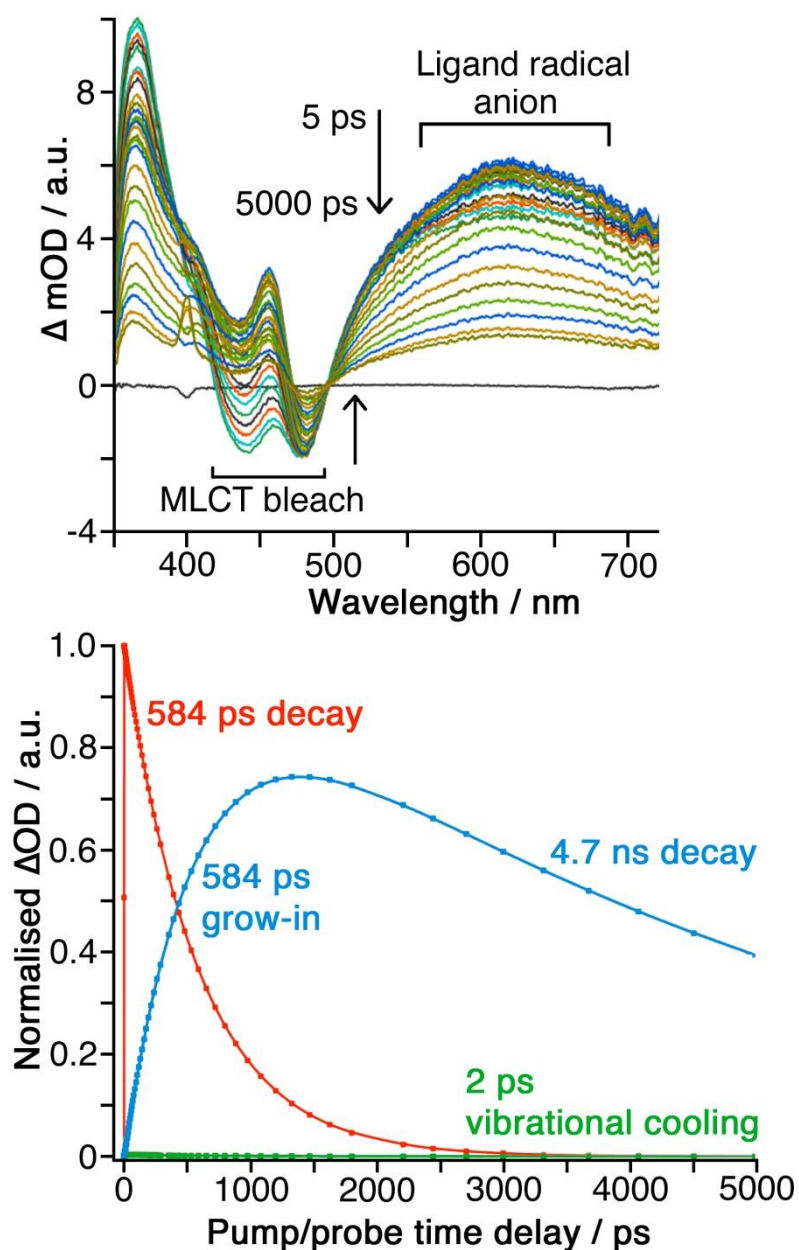 Ligand radical
anion
5 ps
5000 ps
8
4
0
-4
Δ mOD / a.u.
MLCT bleach
400
500
600
700
Wavelength / nm
1.0
0.8
0.6
0.4
0.2
0
Normalised ΔOD / a.u.
584 ps decay
584 ps
grow-in
4.7 ns decay
2 ps
vibrational cooling
0
1000
2000
3000
4000
5000
Pump/probe time delay / ps